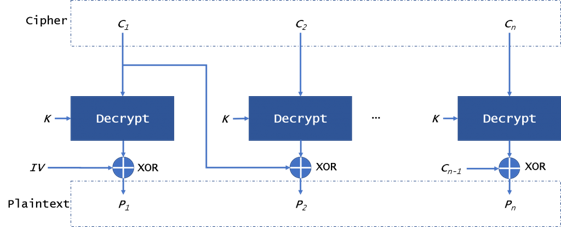 Cipher C1 C2 Cn
K Decrypt K Decrypt ... K Decrypt
IV XOR XOR Cn-1 XOR
Plaintext P1 P2 Pn